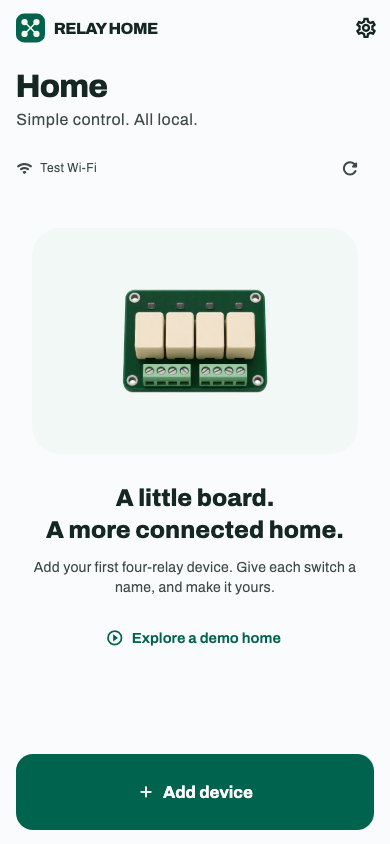 RELAY HOME
Home
Simple control. All local.
Test Wi-Fi
A little board.
A more connected home.
Add your first four-relay device. Give each switch a
name, and make it yours.
Explore a demo home
+ Add device